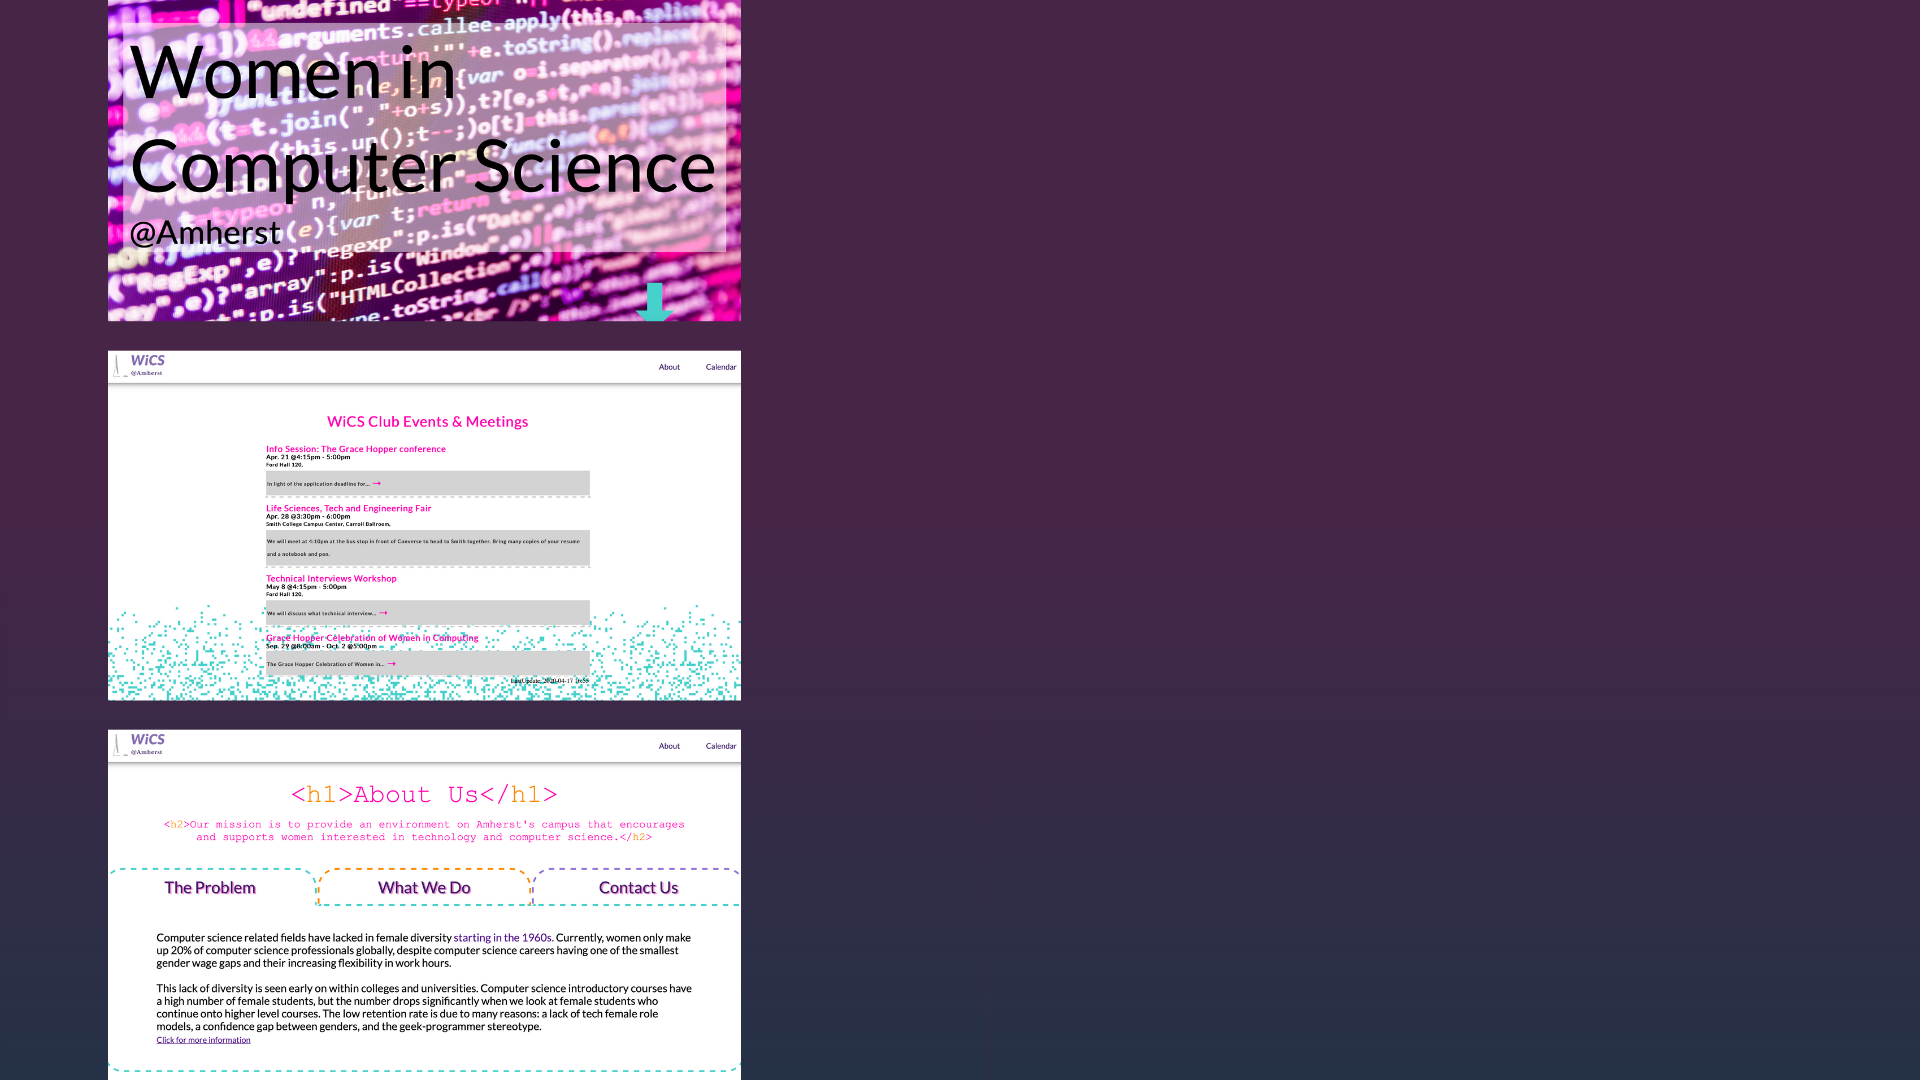 "undefined"==typeof
arguments.callee.apply(this,n.splice(
Women in
Computer Science
@Amherst
"RegExp",e)?"array":p.is("Window",e)
"HTMLCollection"
WiCS
@Amherst
About
Calendar
WiCS Club Events & Meetings
Info Session: The Grace Hopper conference
Apr. 21 @4:15pm - 5:00pm
Ford Hall 120,
In light of the application deadline for... →
Life Sciences, Tech and Engineering Fair
Apr. 28 @3:30pm - 6:00pm
Smith College Campus Center, Carroll Ballroom,
We will meet at 4:10pm at the bus stop in front of Converse to head to Smith together. Bring many copies of your resume
and a notebook and pen.
Technical Interviews Workshop
May 8 @4:15pm - 5:00pm
Ford Hall 120,
We will discuss what technical interview... →
Grace Hopper Celebration of Women in Computing
Sep. 29 @8:00am - Oct. 2 @5:00pm
The Grace Hopper Celebration of Women in... →
WiCS
@Amherst
About
Calendar
<h1>About Us</h1>
<h2>Our mission is to provide an environment on Amherst's campus that encourages
and supports women interested in technology and computer science.</h2>
The Problem
What We Do
Contact Us
Computer science related fields have lacked in female diversity starting in the 1960s. Currently, women only make
up 20% of computer science professionals globally, despite computer science careers having one of the smallest
gender wage gaps and their increasing flexibility in work hours.
This lack of diversity is seen early on within colleges and universities. Computer science introductory courses have
a high number of female students, but the number drops significantly when we look at female students who
continue onto higher level courses. The low retention rate is due to many reasons: a lack of tech female role
models, a confidence gap between genders, and the geek-programmer stereotype.
Click for more information